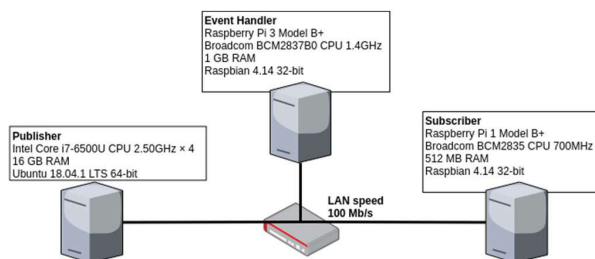 Event Handler
Raspberry Pi 3 Model B+
Broadcom BCM2837B0 CPU 1.4GHz
1 GB RAM
Raspbian 4.14 32-bit
Publisher
Intel Core i7-6500U CPU 2.50GHz × 4
16 GB RAM
Ubuntu 18.04.1 LTS 64-bit
Subscriber
Raspberry Pi 1 Model B+
Broadcom BCM2835 CPU 700MHz
512 MB RAM
Raspbian 4.14 32-bit
LAN speed
100 Mb/s